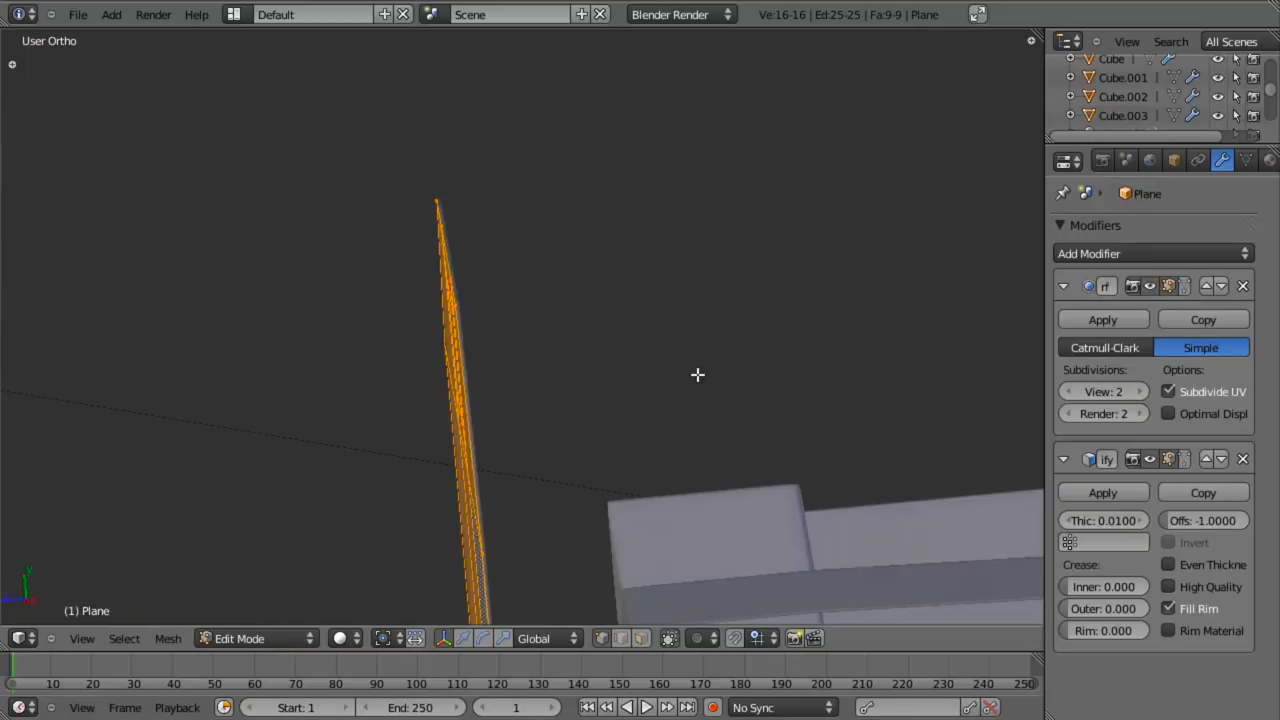 File Add Render Help Default Scene Blender Render Ve:16-16 | Ed:25-25 | Fa:9-9 | Plane
User Ortho
View Search All Scenes
Cube
Cube.001
Cube.002
Cube.003
Plane
Modifiers
Add Modifier
rf
Apply Copy
Catmull-Clark Simple
Subdivisions: Options:
View: 2 Subdivide UV
Render: 2 Optimal Displ
ify
Apply Copy
Thic: 0.0100 Offs: -1.0000
Invert
Crease: Even Thickne
Inner: 0.000 High Quality
Outer: 0.000 Fill Rim
Rim: 0.000 Rim Material
(1) Plane
View Select Mesh Edit Mode Global
10 20 30 40 50 60 70 80 90 100 110 120 130 140 150 160 170 180 190 200 210 220 230 240 250
View Frame Playback Start: 1 End: 250 1 No Sync